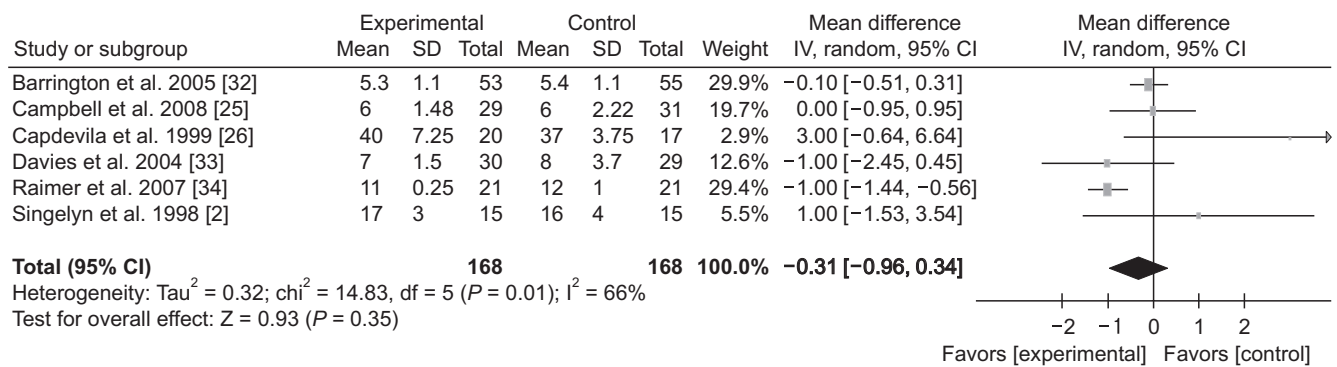 Experimental Control Mean difference Mean difference
Study or subgroup Mean SD Total Mean SD Total Weight IV, random, 95% CI IV, random, 95% CI
Barrington et al. 2005 [32] 5.3 1.1 53 5.4 1.1 55 29.9% −0.10 [−0.51, 0.31]
Campbell et al. 2008 [25] 6 1.48 29 6 2.22 31 19.7% 0.00 [−0.95, 0.95]
Capdevila et al. 1999 [26] 40 7.25 20 37 3.75 17 2.9% 3.00 [−0.64, 6.64]
Davies et al. 2004 [33] 7 1.5 30 8 3.7 29 12.6% −1.00 [−2.45, 0.45]
Raimer et al. 2007 [34] 11 0.25 21 12 1 21 29.4% −1.00 [−1.44, −0.56]
Singelyn et al. 1998 [2] 17 3 15 16 4 15 5.5% 1.00 [−1.53, 3.54]
Total (95% CI) 168 168 100.0% −0.31 [−0.96, 0.34]
Heterogeneity: Tau² = 0.32; chi² = 14.83, df = 5 (P = 0.01); I² = 66%
Test for overall effect: Z = 0.93 (P = 0.35)
−2 −1 0 1 2
Favors [experimental] Favors [control]